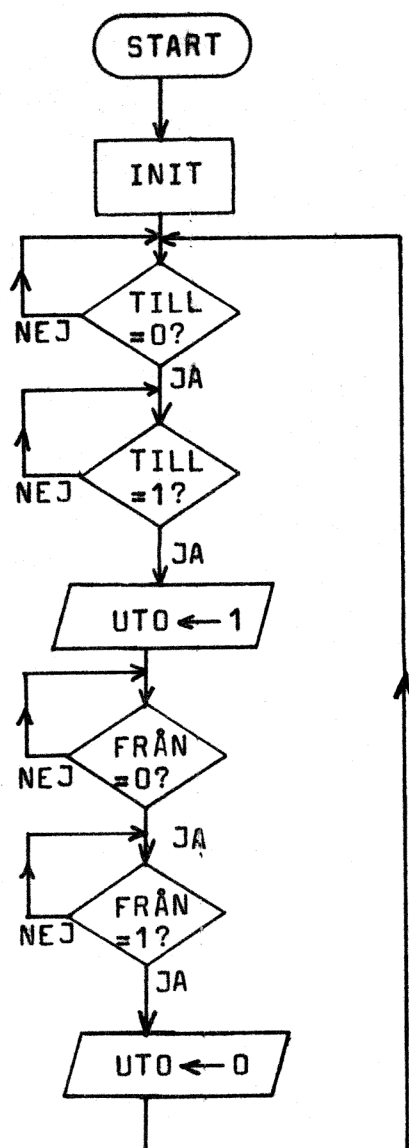 START
INIT
TILL
=0?
NEJ
JA
TILL
=1?
NEJ
JA
UTO ← 1
FRÅN
=0?
NEJ
JA
FRÅN
=1?
NEJ
JA
UTO ← 0